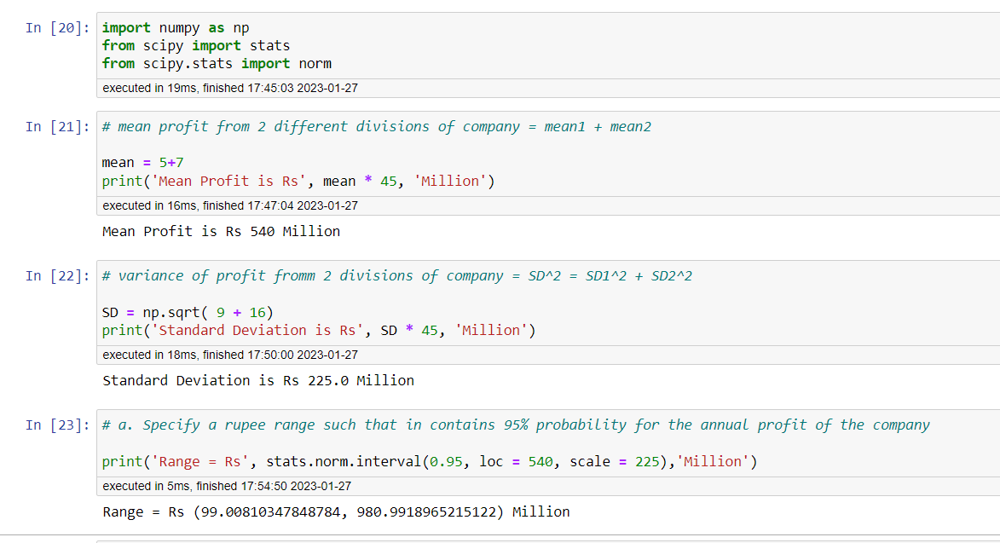 In [20]: import numpy as np
from scipy import stats
from scipy.stats import norm
executed in 19ms, finished 17:45:03 2023-01-27
In [21]: # mean profit from 2 different divisions of company = mean1 + mean2
mean = 5+7
print('Mean Profit is Rs', mean * 45, 'Million')
executed in 16ms, finished 17:47:04 2023-01-27
Mean Profit is Rs 540 Million
In [22]: # variance of profit fromm 2 divisions of company = SD^2 = SD1^2 + SD2^2
SD = np.sqrt( 9 + 16)
print('Standard Deviation is Rs', SD * 45, 'Million')
executed in 18ms, finished 17:50:00 2023-01-27
Standard Deviation is Rs 225.0 Million
In [23]: # a. Specify a rupee range such that in contains 95% probability for the annual profit of the company
print('Range = Rs', stats.norm.interval(0.95, loc = 540, scale = 225),'Million')
executed in 5ms, finished 17:54:50 2023-01-27
Range = Rs (99.00810347848784, 980.9918965215122) Million